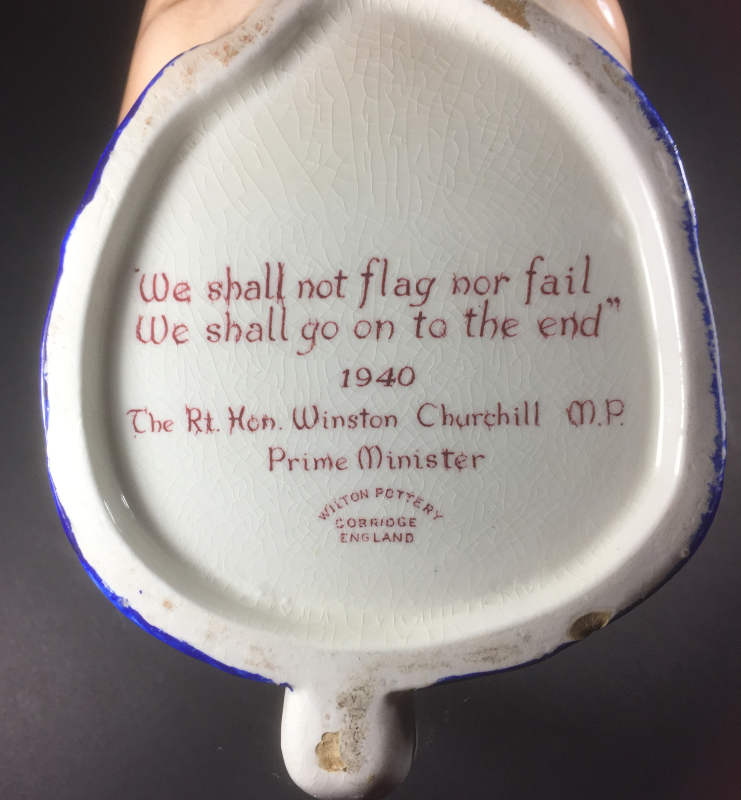 "We shall not flag nor fail
We shall go on to the end"
1940
The Rt. Hon. Winston Churchill M.P.
Prime Minister
WILTON POTTERY
COBRIDGE
ENGLAND